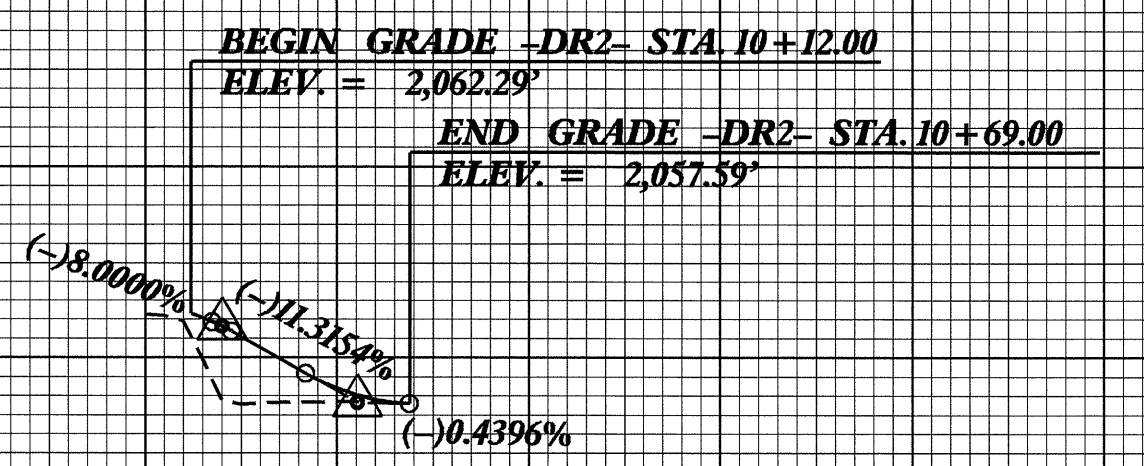 BEGIN GRADE -DR2- STA. 10+12.00
ELEV. = 2,062.29'
END GRADE -DR2- STA. 10+69.00
ELEV. = 2,057.59'
(-)8.0000%
(-)11.3154%
(-)0.4396%